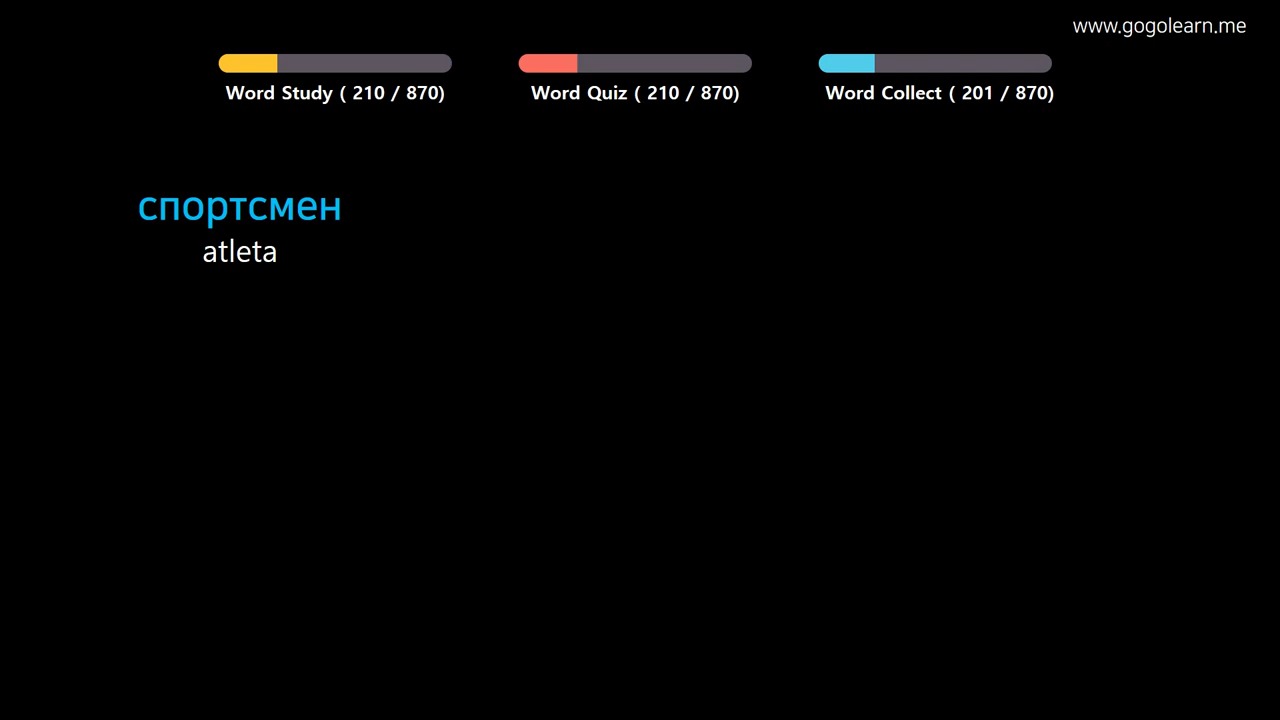 www.gogolearn.me
Word Study ( 210 / 870)
Word Quiz ( 210 / 870)
Word Collect ( 201 / 870)
спортсмен
atleta